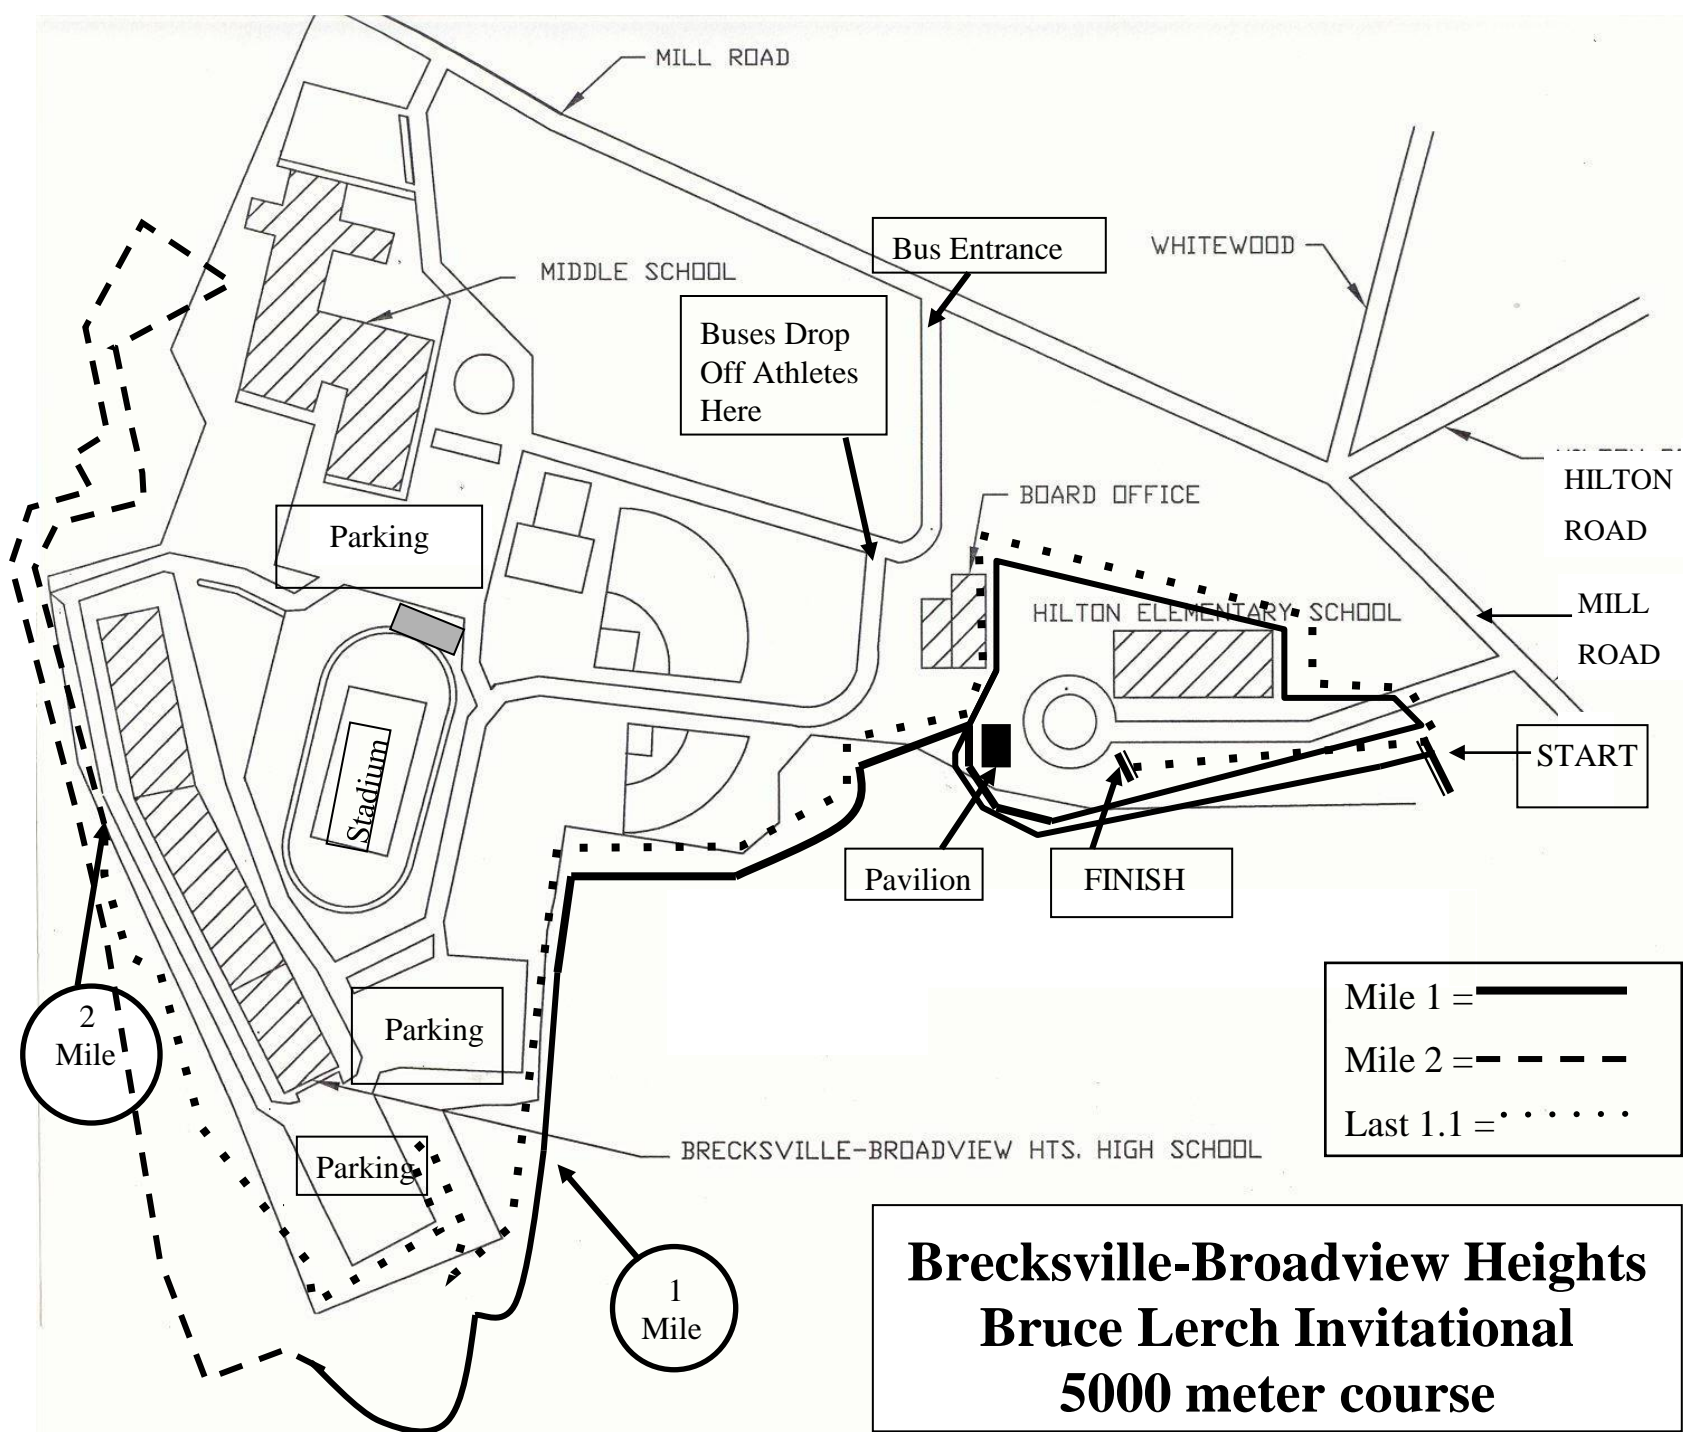 MILL ROAD
Bus Entrance
WHITEWOOD
MIDDLE SCHOOL
Buses Drop
Off Athletes
Here
HILTON
ROAD
BOARD OFFICE
Parking
HILTON ELEMENTARY SCHOOL
MILL
ROAD
Stadium
START
Pavilion
FINISH
2
Mile
Parking
Mile 1 =
Mile 2 =
Last 1.1 =
BRECKSVILLE-BROADVIEW HTS. HIGH SCHOOL
Parking
1
Mile
Brecksville-Broadview Heights
Bruce Lerch Invitational
5000 meter course